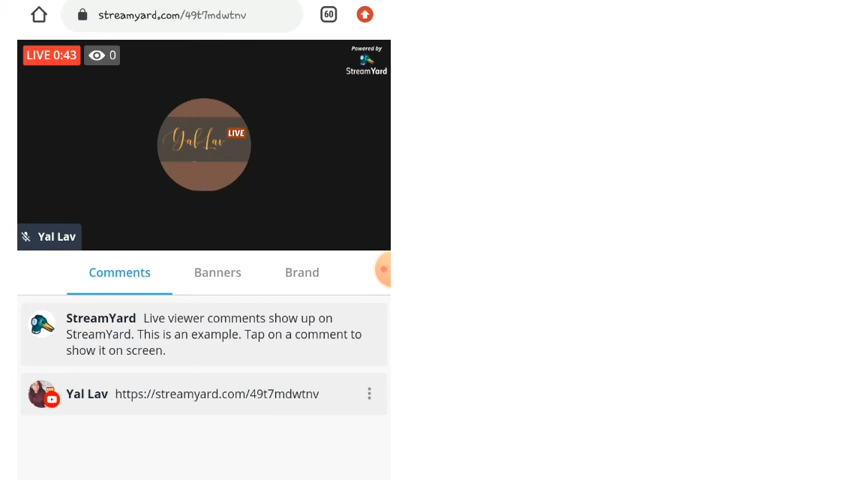 streamyard.com/49t7mdwtnv
60
LIVE 0:43
0
Powered by
StreamYard
Yal Lav
LIVE
Yal Lav
Comments
Banners
Brand
StreamYard Live viewer comments show up on
StreamYard. This is an example. Tap on a comment to
show it on screen.
Yal Lav https://streamyard.com/49t7mdwtnv